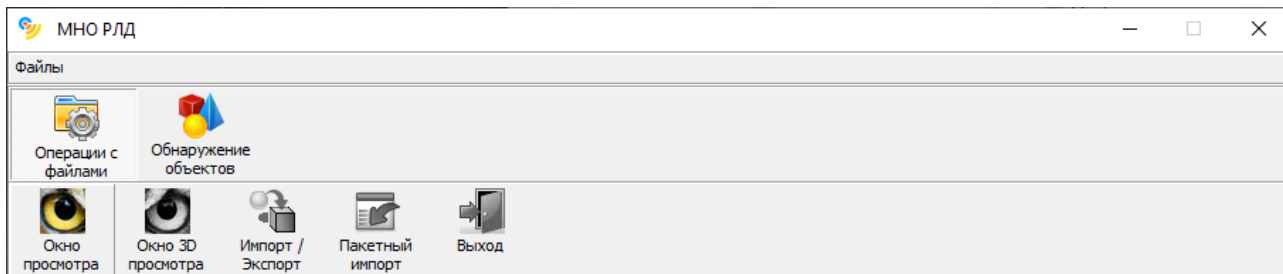 МНО РЛД
Файлы
Операции с
файлами
Обнаружение
объектов
Окно
просмотра
Окно 3D
просмотра
Импорт /
Экспорт
Пакетный
импорт
Выход